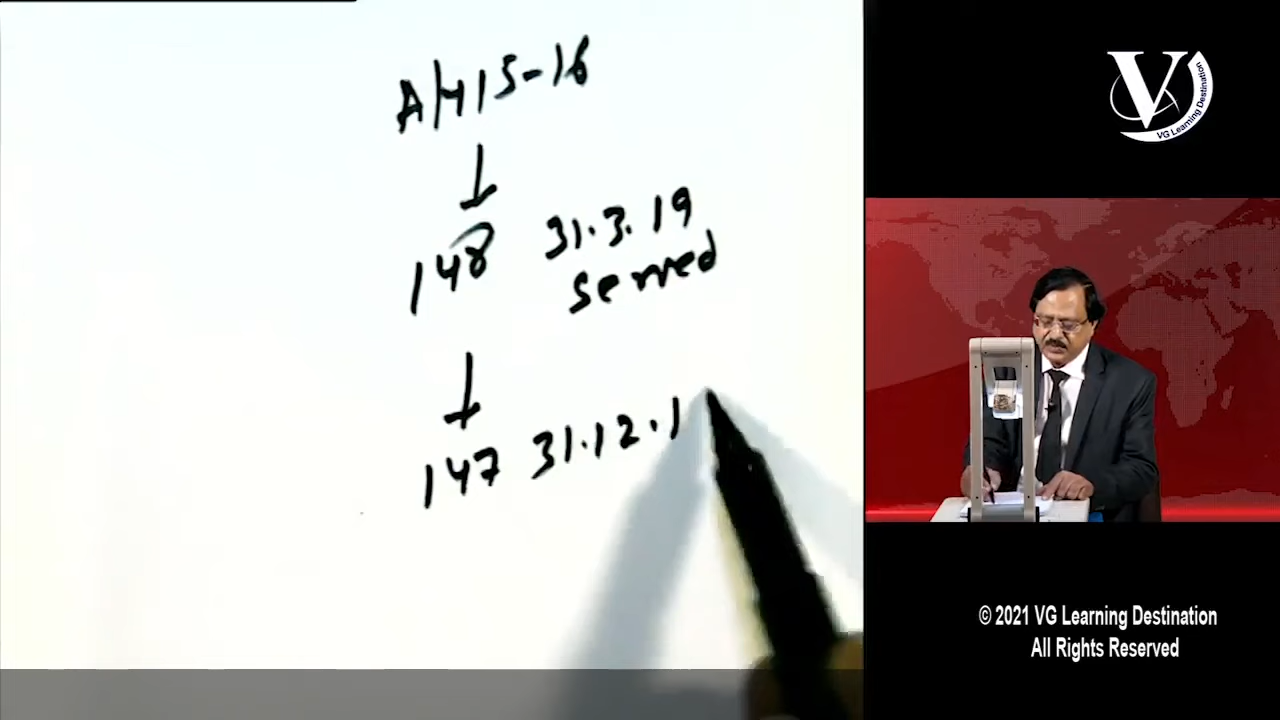 A/Y 15-16
148 31.3.19
served
147 31.12.1
V
VG Learning Destination
© 2021 VG Learning Destination
All Rights Reserved